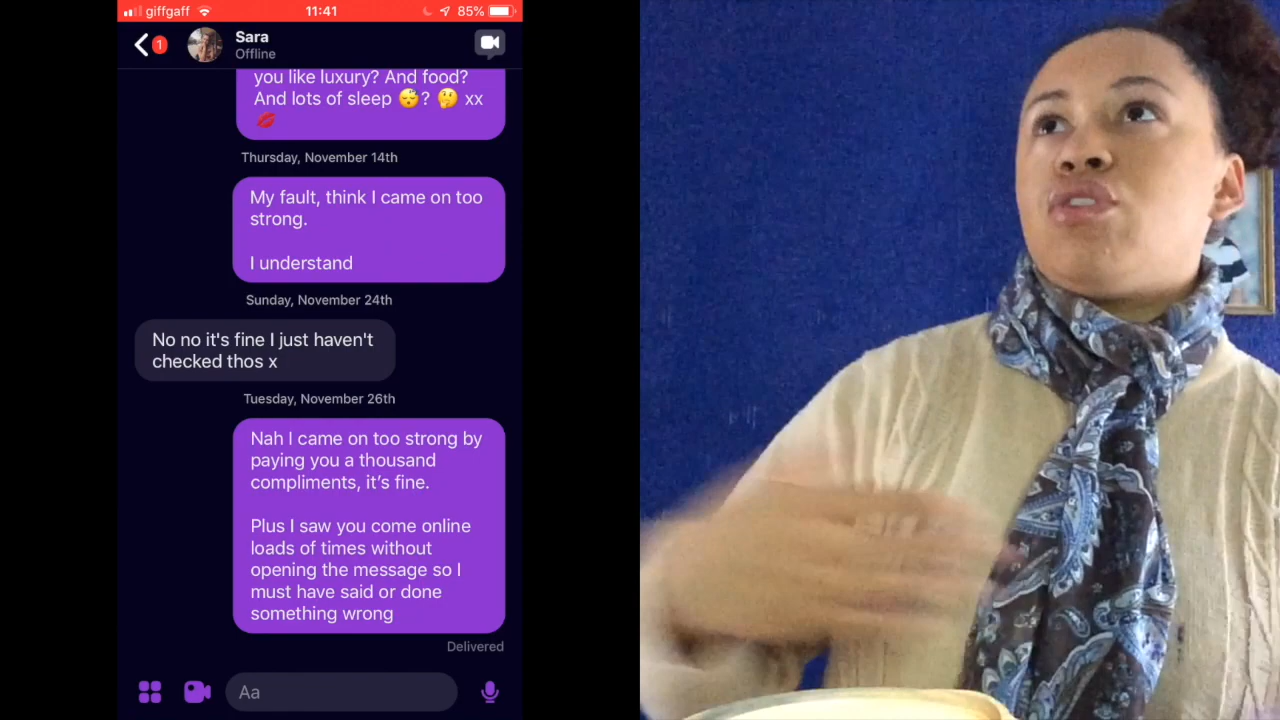 giffgaff 11:41 85%
1 Sara
Offline
you like luxury? And food?
And lots of sleep 😴? 🤔 xx
💋
Thursday, November 14th
My fault, think I came on too
strong.
I understand
Sunday, November 24th
No no it's fine I just haven't
checked thos x
Tuesday, November 26th
Nah I came on too strong by
paying you a thousand
compliments, it’s fine.
Plus I saw you come online
loads of times without
opening the message so I
must have said or done
something wrong
Delivered
Aa